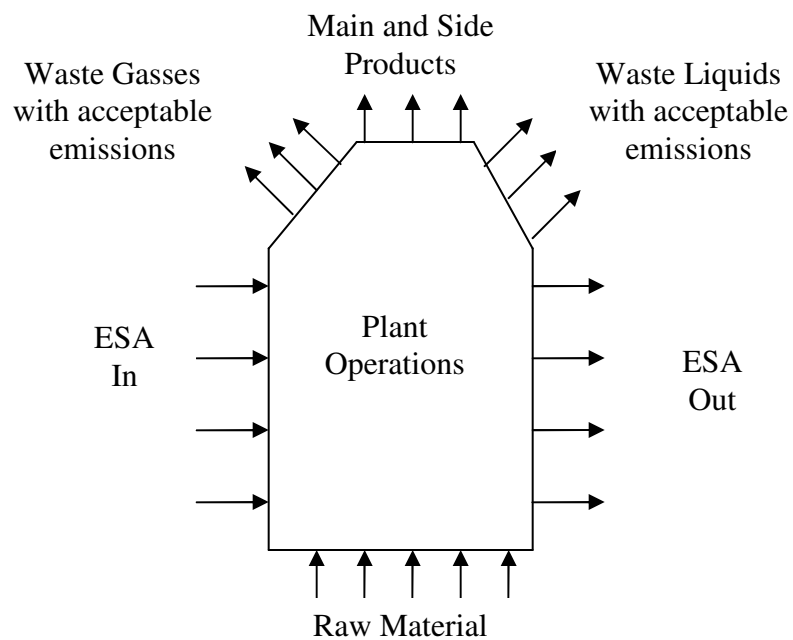 Main and Side
Products
Waste Gasses
with acceptable
emissions
Waste Liquids
with acceptable
emissions
ESA
In
Plant
Operations
ESA
Out
Raw Material